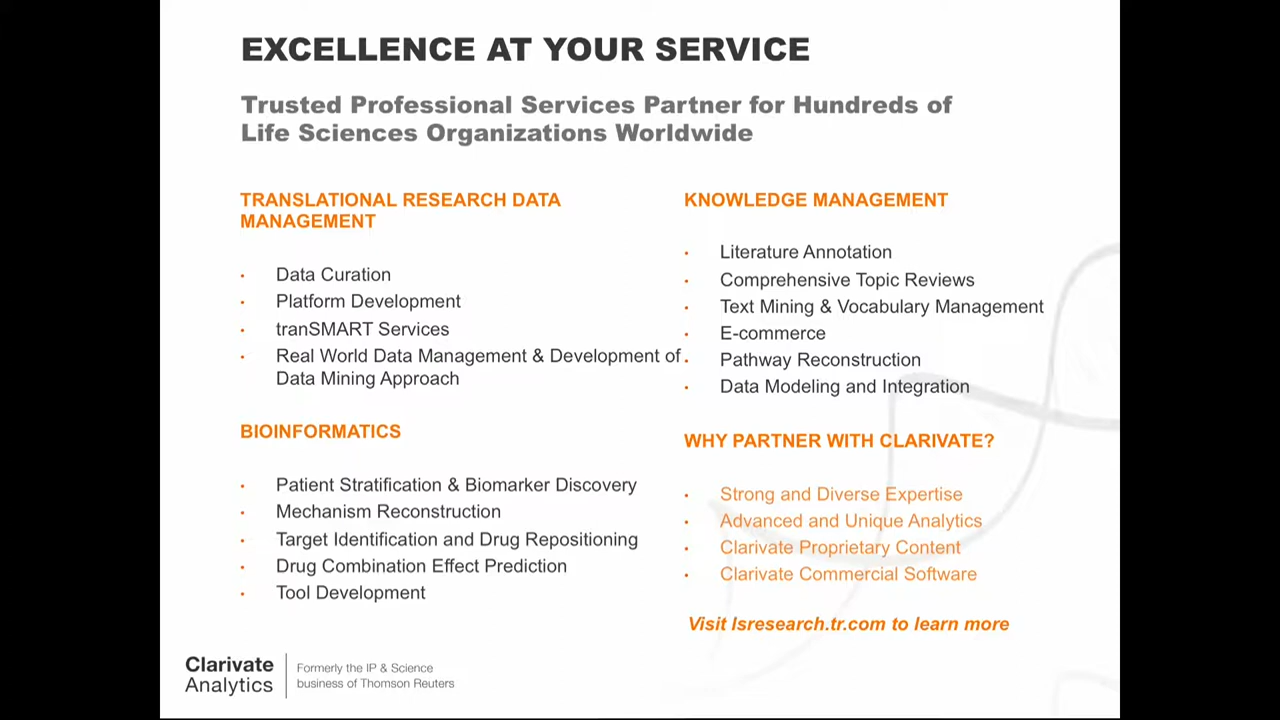 EXCELLENCE AT YOUR SERVICE
Trusted Professional Services Partner for Hundreds of
Life Sciences Organizations Worldwide
TRANSLATIONAL RESEARCH DATA
MANAGEMENT
• Data Curation
• Platform Development
• tranSMART Services
• Real World Data Management & Development of
Data Mining Approach
BIOINFORMATICS
• Patient Stratification & Biomarker Discovery
• Mechanism Reconstruction
• Target Identification and Drug Repositioning
• Drug Combination Effect Prediction
• Tool Development
KNOWLEDGE MANAGEMENT
• Literature Annotation
• Comprehensive Topic Reviews
• Text Mining & Vocabulary Management
• E-commerce
• Pathway Reconstruction
• Data Modeling and Integration
WHY PARTNER WITH CLARIVATE?
• Strong and Diverse Expertise
• Advanced and Unique Analytics
• Clarivate Proprietary Content
• Clarivate Commercial Software
Visit lsresearch.tr.com to learn more
Clarivate
Analytics
Formerly the IP & Science
business of Thomson Reuters